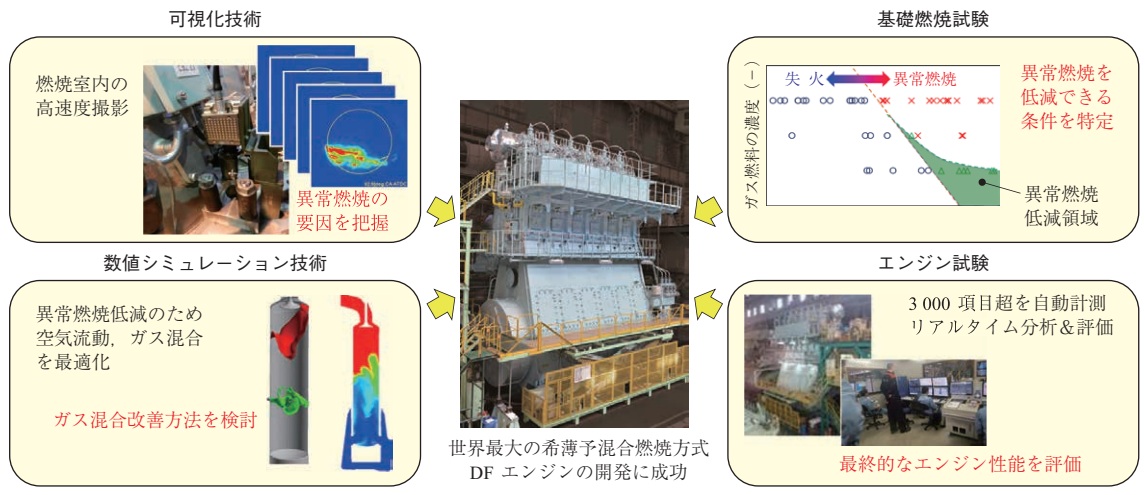 可視化技術
燃焼室内の
高速度撮影
異常燃焼の
要因を把握
基礎燃焼試験
ガス燃料の濃度 (-)
失 火
異常燃焼
異常燃焼を
低減できる
条件を特定
異常燃焼
低減領域
数値シミュレーション技術
異常燃焼低減のため
空気流動，ガス混合
を最適化
ガス混合改善方法を検討
世界最大の希薄予混合燃焼方式
DF エンジンの開発に成功
エンジン試験
3 000 項目超を自動計測
リアルタイム分析＆評価
最終的なエンジン性能を評価